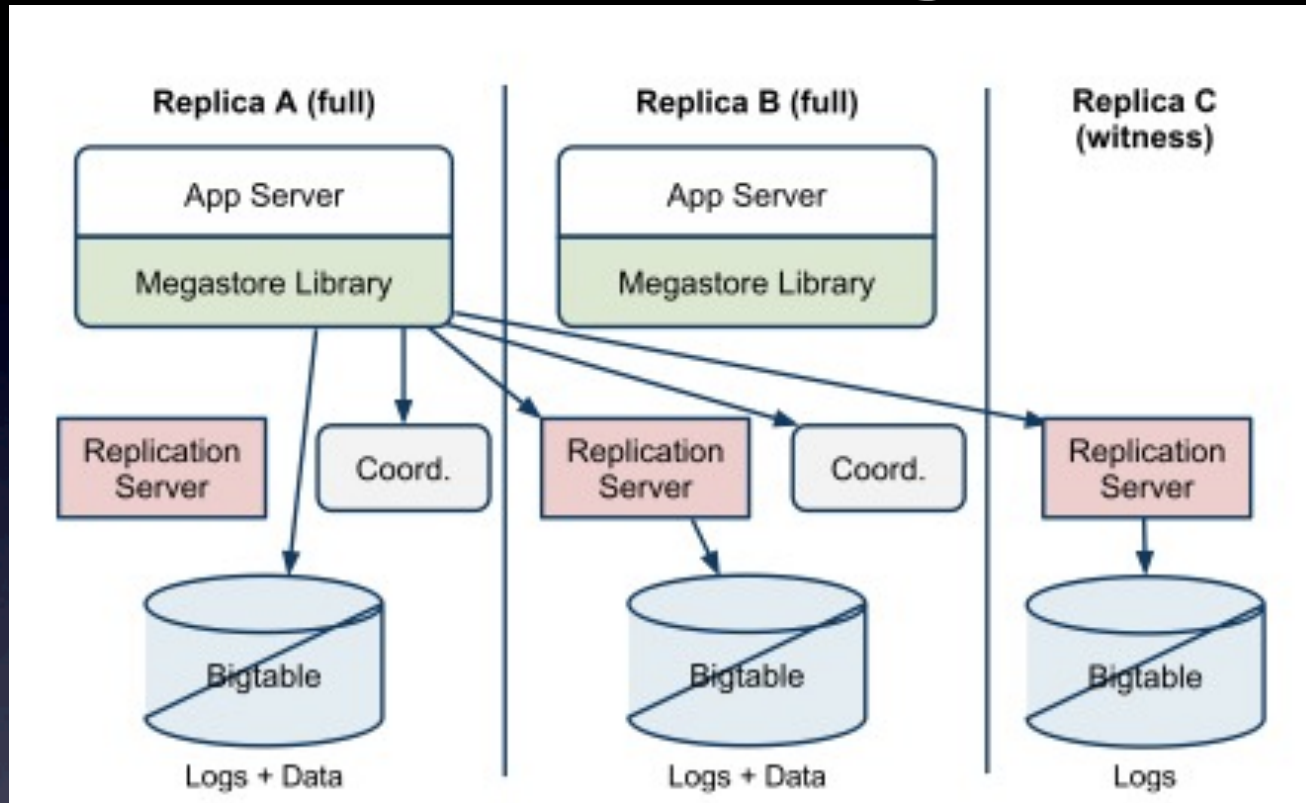 Replica A (full)
Replica B (full)
Replica C
(witness)
App Server
Megastore Library
App Server
Megastore Library
Replication
Server
Coord.
Replication
Server
Coord.
Replication
Server
Bigtable
Bigtable
Bigtable
Logs + Data
Logs + Data
Logs